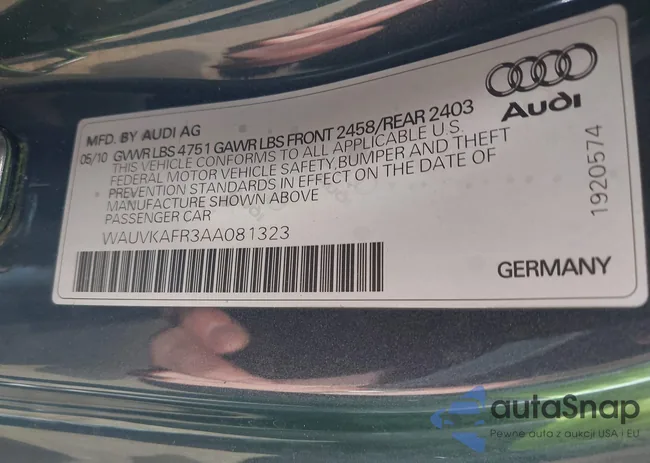 MFD. BY AUDI AG
05/10 GVWR LBS 4751 GAWR LBS FRONT 2458/REAR 2403
THIS VEHICLE CONFORMS TO ALL APPLICABLE U.S.
FEDERAL MOTOR VEHICLE SAFETY, BUMPER AND THEFT
PREVENTION STANDARDS IN EFFECT ON THE DATE OF
MANUFACTURE SHOWN ABOVE
PASSENGER CAR
WAUVKAFR3AA081323
Audi
1920574
GERMANY
autaSnap
Pewne auta z aukcji USA i EU